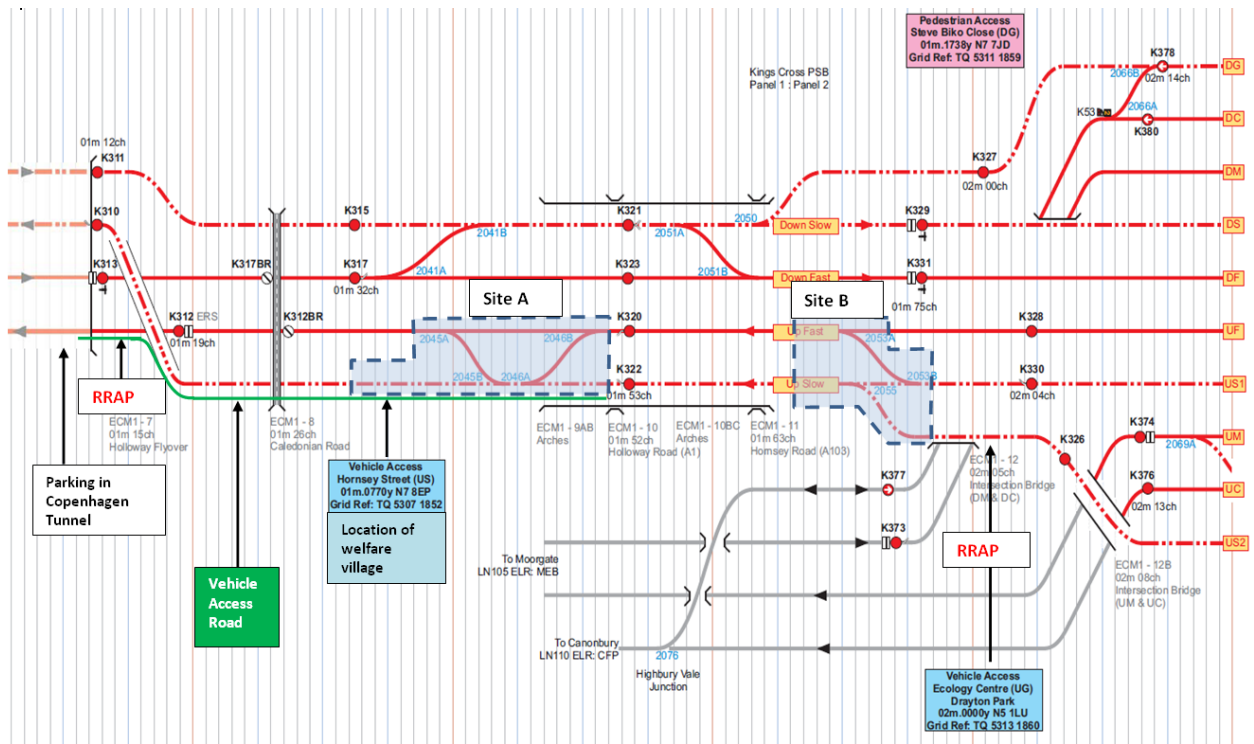 Pedestrian Access
Steve Biko Close (DG)
01m.1738y N7 7JD
Grid Ref: TQ 5311 1859
Kings Cross PSB
Panel 1 : Panel 2
K378
02m 14ch
2066B
2066A
K53
K380
DG
DC
DM
DS
DF
UF
US1
UM
UC
US2
01m 12ch
K311
K310
K313
K317BR
K315
K317
01m 32ch
2041A
2041B
K321
K323
2051A
2051B
2050
Down Slow
Down Fast
K327
02m 00ch
K329
K331
01m 75ch
K312
ERS
01m 19ch
K312BR
Site A
2045A
2046B
2045B
2046A
K320
K322
01m 53ch
Site B
Up Fast
Up Slow
2053A
2053B
2055
K328
K330
02m 04ch
RRAP
ECM1 - 7
01m 15ch
Holloway Flyover
ECM1 - 8
01m 26ch
Caledonian Road
ECM1 - 9AB
Arches
ECM1 - 10
01m 52ch
Holloway Road (A1)
ECM1 - 10BC
Arches
ECM1 - 11
01m 63ch
Hornsey Road (A103)
ECM1 - 12
02m 05ch
Intersection Bridge
(DM & DC)
K326
K374
2069A
K376
02m 13ch
ECM1 - 12B
02m 08ch
Intersection Bridge
(UM & UC)
K377
K373
RRAP
Parking in
Copenhagen
Tunnel
Vehicle
Access
Road
Vehicle Access
Hornsey Street (US)
01m.0770y N7 8EP
Grid Ref: TQ 5307 1852
Location of
welfare
village
To Moorgate
LN105 ELR: MEB
To Canonbury
LN110 ELR: CFP
2076
Highbury Vale
Junction
Vehicle Access
Ecology Centre (UG)
Drayton Park
02m.0000y N5 1LU
Grid Ref: TQ 5313 1860